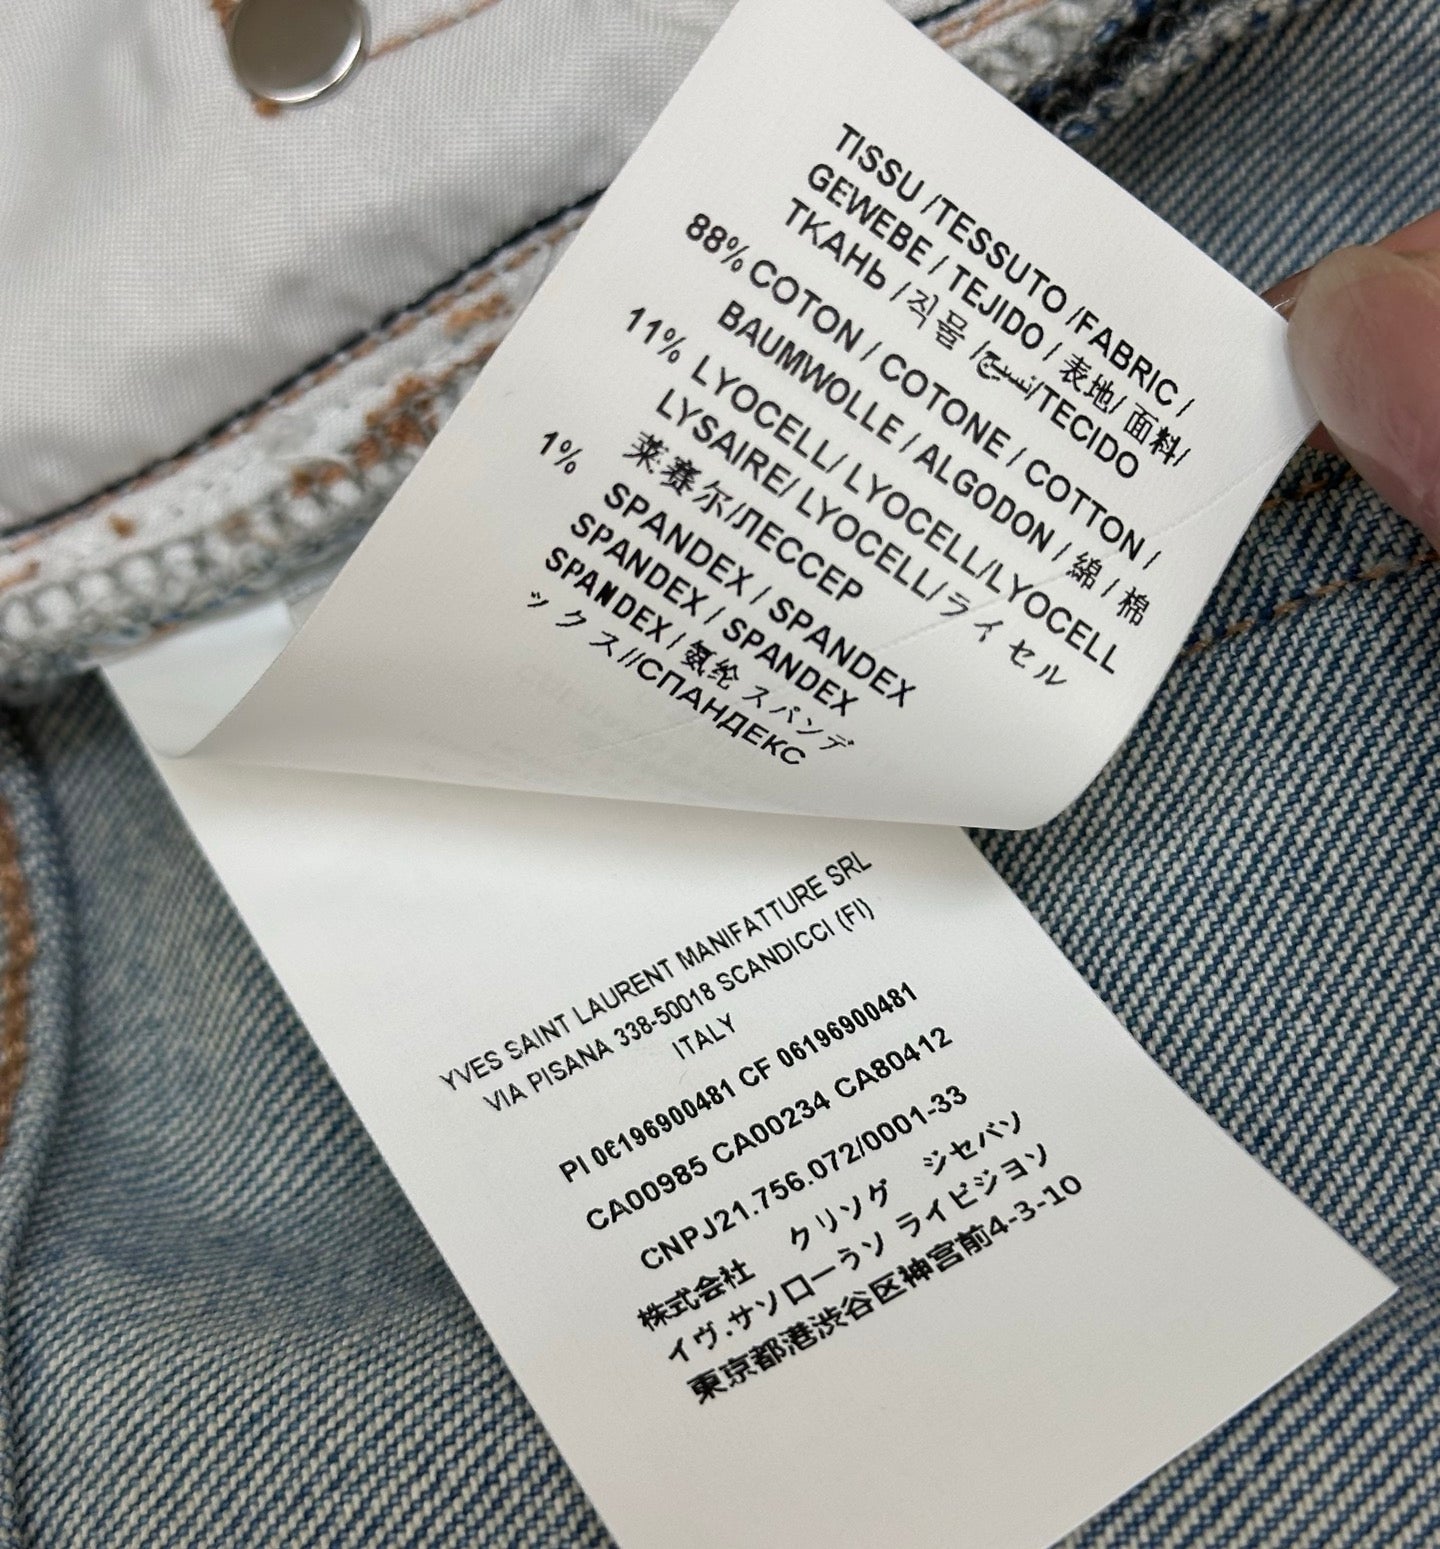 TISSU /TESSUTO /FABRIC /
GEWEBE / TEJIDO / 表地/ 面料/
ТКАНЬ /직물 /نسيج/TECIDO
88% COTON / COTONE / COTTON /
BAUMWOLLE / ALGODON / 綿 / 棉
11% LYOCELL/ LYOCELL/LYOCELL
LYSAIRE/ LYOCELL/ライセル
莱赛尔/ЛЕССЕР
1% SPANDEX / SPANDEX
SPANDEX / SPANDEX
SPANDEX / 氨纶 スパンデ
ックス//СПАНДЕКС
YVES SAINT LAURENT MANIFATTURE SRL
VIA PISANA 338-50018 SCANDICCI (FI)
ITALY
PI 06196900481 CF 06196900481
CA00985 CA00234 CA80412
CNPJ21.756.072/0001-33
株式会社 クリソグ ジセバソ
イヴ.サソローうソ ライビジヨソ
東京都港渋谷区神宮前4-3-10